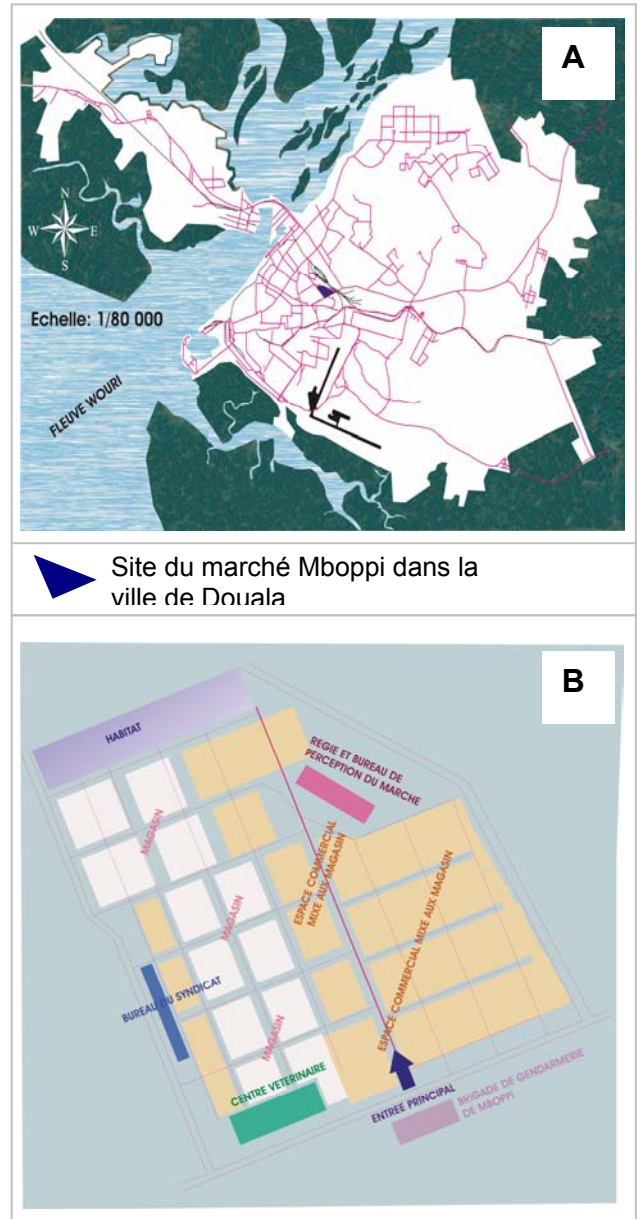 A
N
W E
S
Echelle: 1/80 000
FLEUVE WOURI
Site du marché Mboppi dans la
ville de Douala
B
HABITAT
REGIE ET BUREAU DE
PERCEPTION DU MARCHE
MAGASIN
ESPACE COMMERCIAL
MIXE AUX MAGASIN
ESPACE COMMERCIAL MIXE AUX MAGASIN
MAGASIN
BUREAU DU SYNDICAT
MAGASIN
CENTRE VETERINAIRE
ENTREE PRINCIPAL
BRIGADE DE GENDARMERIE
DE MBOPPI